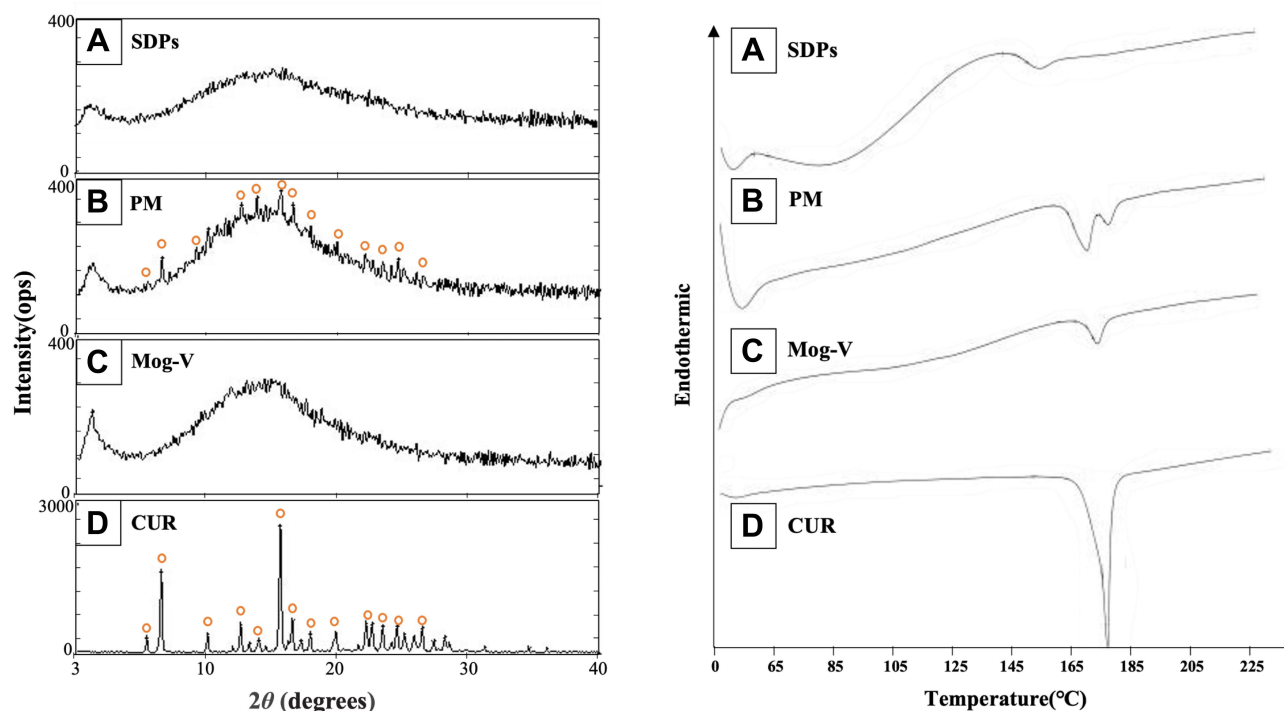 400
A SDPs
0
400
B PM
0
400
C Mog-V
0
3000
D CUR
0
3 10 20 30 40
2θ (degrees)
Intensity(ops)
A SDPs
B PM
C Mog-V
D CUR
Endothermic
0 65 85 105 125 145 165 185 205 225
Temperature(℃)